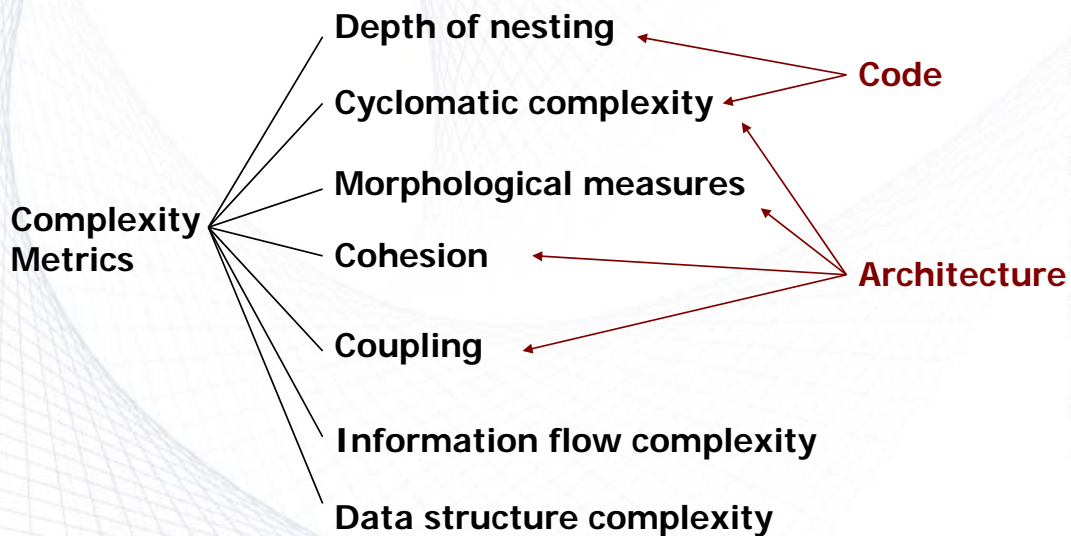 Depth of nesting
Code
Cyclomatic complexity
Morphological measures
Complexity
Metrics
Cohesion
Architecture
Coupling
Information flow complexity
Data structure complexity